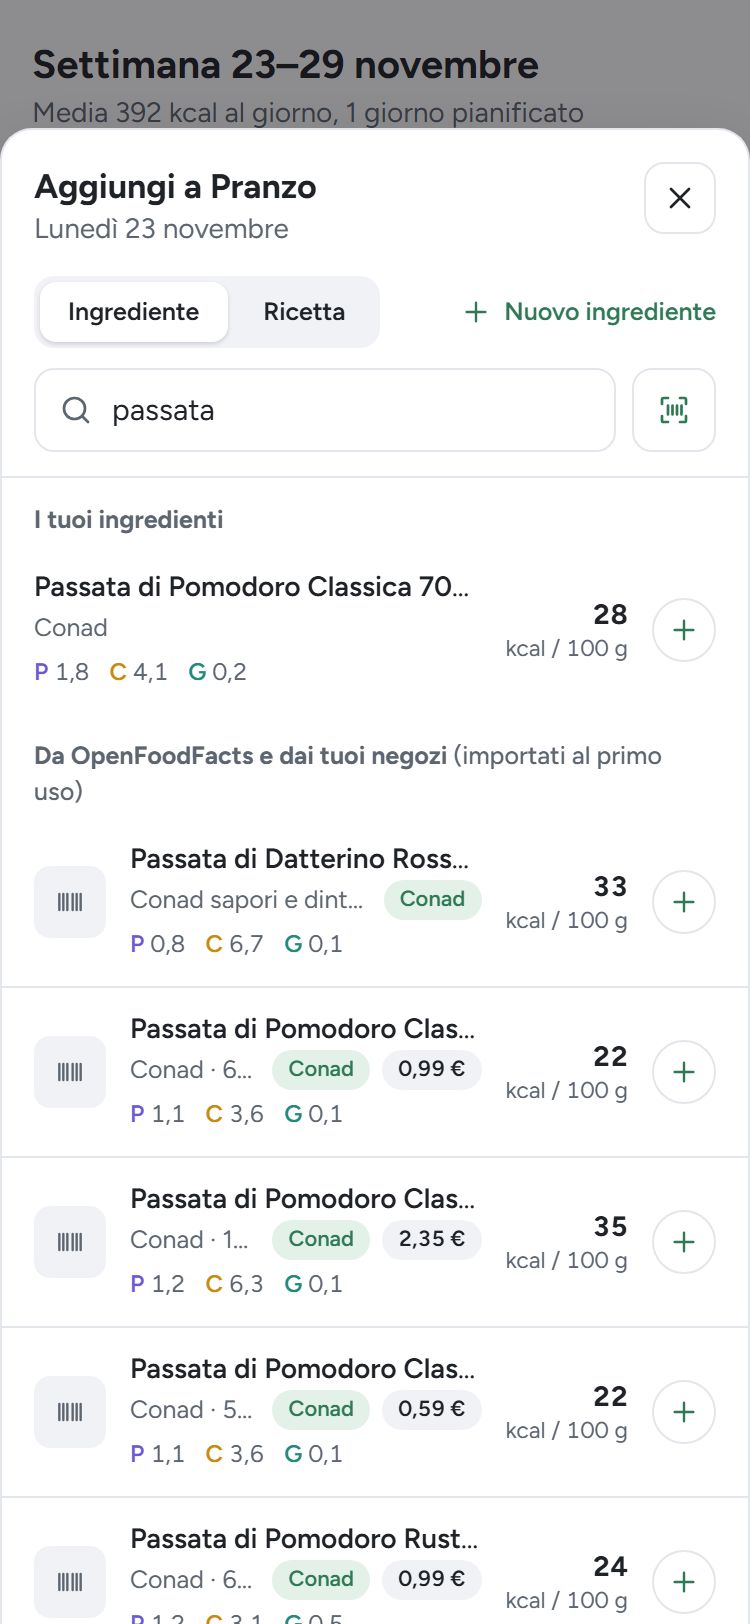 Settimana 23–29 novembre
Media 392 kcal al giorno, 1 giorno pianificato
Aggiungi a Pranzo
Lunedì 23 novembre
Ingrediente Ricetta + Nuovo ingrediente
passata
I tuoi ingredienti
Passata di Pomodoro Classica 70...
Conad
P 1,8 C 4,1 G 0,2
28
kcal / 100 g
Da OpenFoodFacts e dai tuoi negozi (importati al primo
uso)
Passata di Datterino Ross...
Conad sapori e dint... Conad
P 0,8 C 6,7 G 0,1
33
kcal / 100 g
Passata di Pomodoro Clas...
Conad · 6... Conad 0,99 €
P 1,1 C 3,6 G 0,1
22
kcal / 100 g
Passata di Pomodoro Clas...
Conad · 1... Conad 2,35 €
P 1,2 C 6,3 G 0,1
35
kcal / 100 g
Passata di Pomodoro Clas...
Conad · 5... Conad 0,59 €
P 1,1 C 3,6 G 0,1
22
kcal / 100 g
Passata di Pomodoro Rust...
Conad · 6... Conad 0,99 €
P 1,2 C 3,1 G 0,5
24
kcal / 100 g